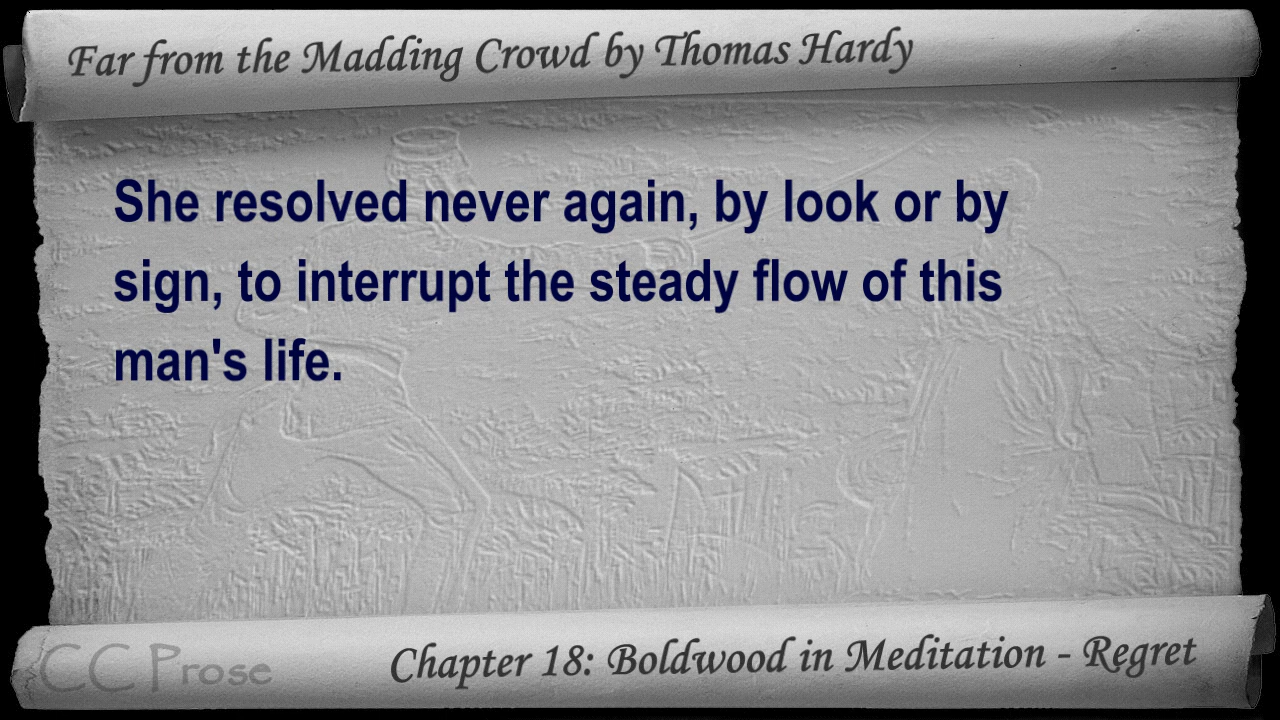 Far from the Madding Crowd by Thomas Hardy
She resolved never again, by look or by
sign, to interrupt the steady flow of this
man's life.
CC Prose
Chapter 18: Boldwood in Meditation - Regret